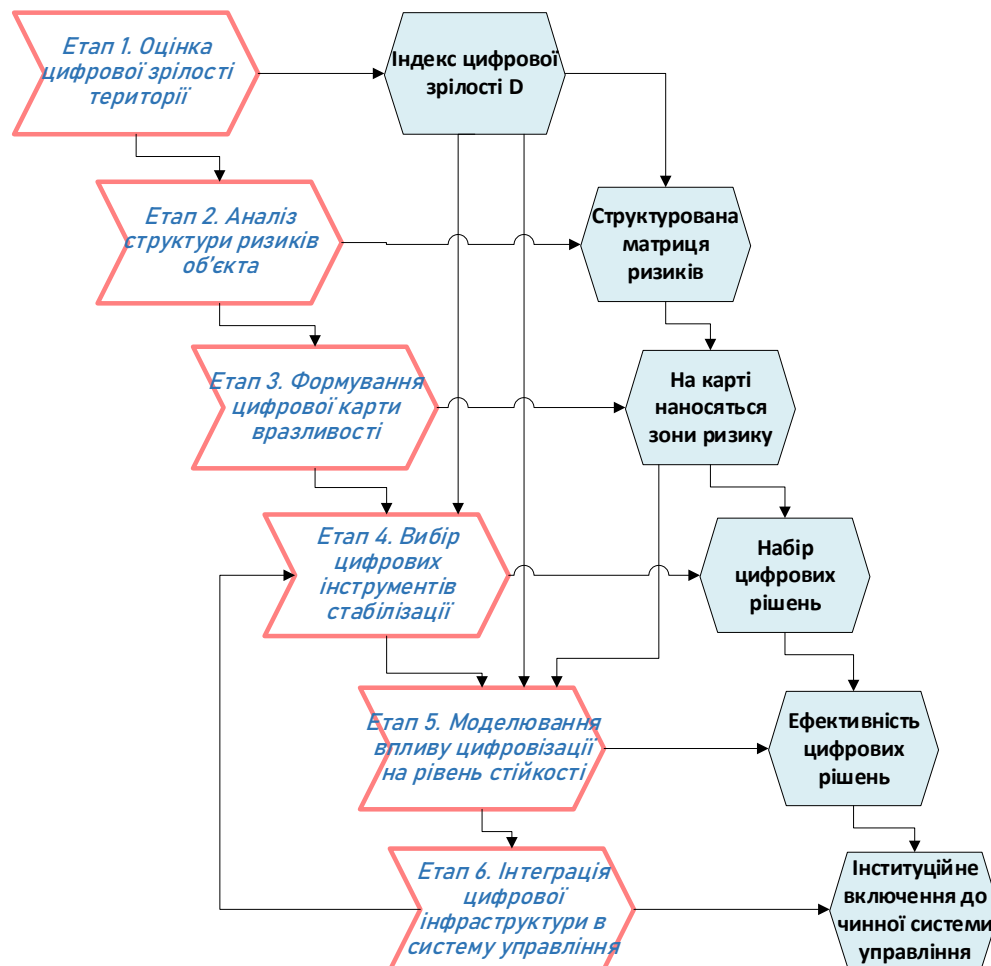 Етап 1. Оцінка
цифрової зрілості
території
Індекс цифрової
зрілості D
Етап 2. Аналіз
структури ризиків
об'єкта
Структурована
матриця
ризиків
Етап 3. Формування
цифрової карти
вразливості
На карті
наносяться
зони ризику
Етап 4. Вибір
цифрових
інструментів
стабілізації
Набір
цифрових
рішень
Етап 5. Моделювання
впливу цифровізації
на рівень стійкості
Ефективність
цифрових
рішень
Етап 6. Інтеграція
цифрової
інфраструктури в
систему управління
Інституційне
включення до
чинної системи
управління